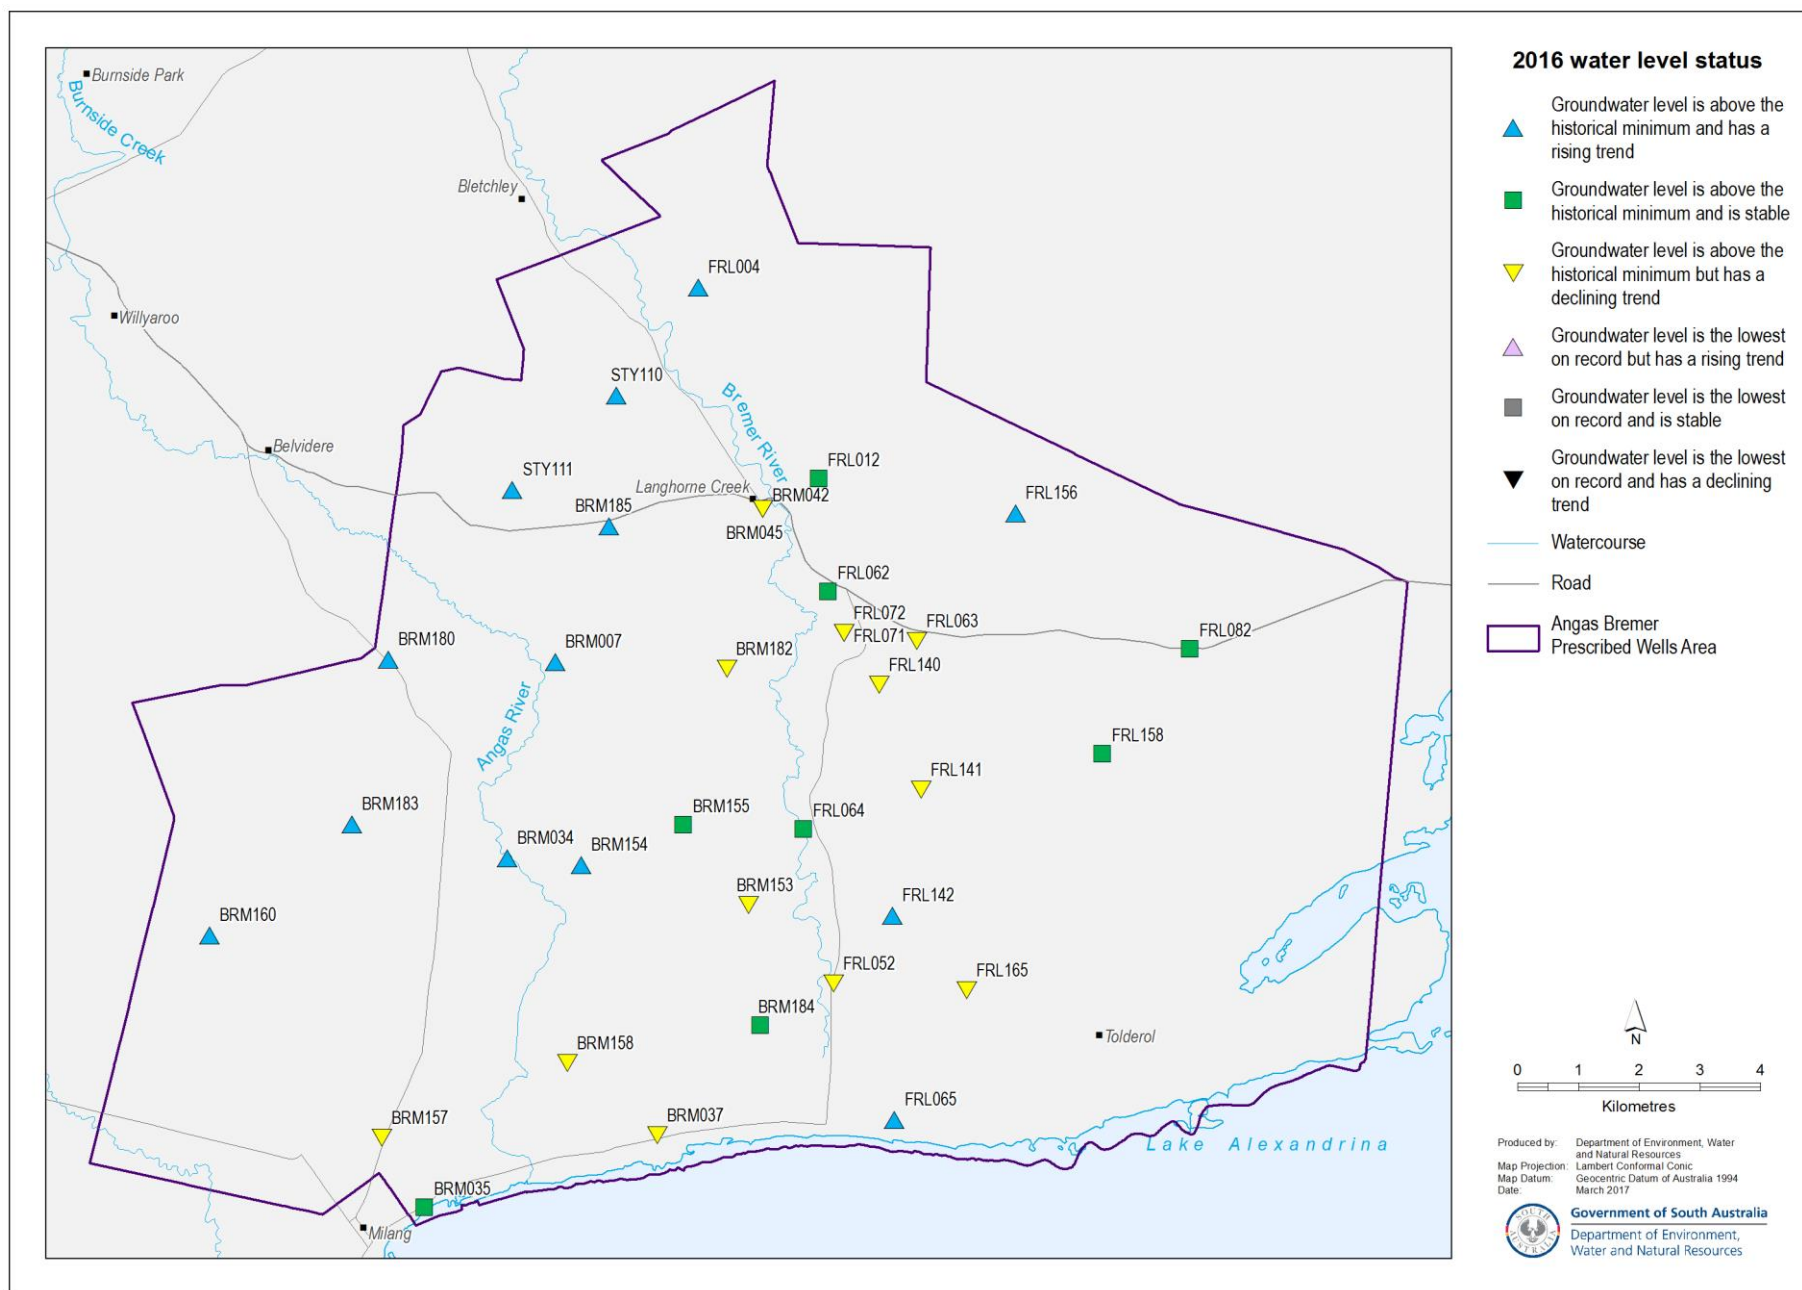 Burnside Park
Burnside Creek
Bletchley
Willyaroo
FRL004
STY110
Bremer River
Belvidere
STY111
FRL012
Langhorne Creek
BRM042
BRM185
BRM045
FRL156
FRL062
FRL072
FRL071
FRL063
FRL082
BRM180
BRM007
BRM182
FRL140
Angas River
FRL158
FRL141
BRM183
BRM155
FRL064
BRM034
BRM154
BRM153
FRL142
BRM160
FRL052
FRL165
BRM184
Tolderol
BRM158
FRL065
BRM157
BRM037
Lake Alexandrina
BRM035
Milang
2016 water level status
Groundwater level is above the
historical minimum and has a
rising trend
Groundwater level is above the
historical minimum and is stable
Groundwater level is above the
historical minimum but has a
declining trend
Groundwater level is the lowest
on record but has a rising trend
Groundwater level is the lowest
on record and is stable
Groundwater level is the lowest
on record and has a declining
trend
Watercourse
Road
Angas Bremer
Prescribed Wells Area
N
0 1 2 3 4
Kilometres
Produced by: Department of Environment, Water
and Natural Resources
Map Projection: Lambert Conformal Conic
Map Datum: Geocentric Datum of Australia 1994
Date: March 2017
SOUTH AUSTRALIA
Government of South Australia
Department of Environment,
Water and Natural Resources